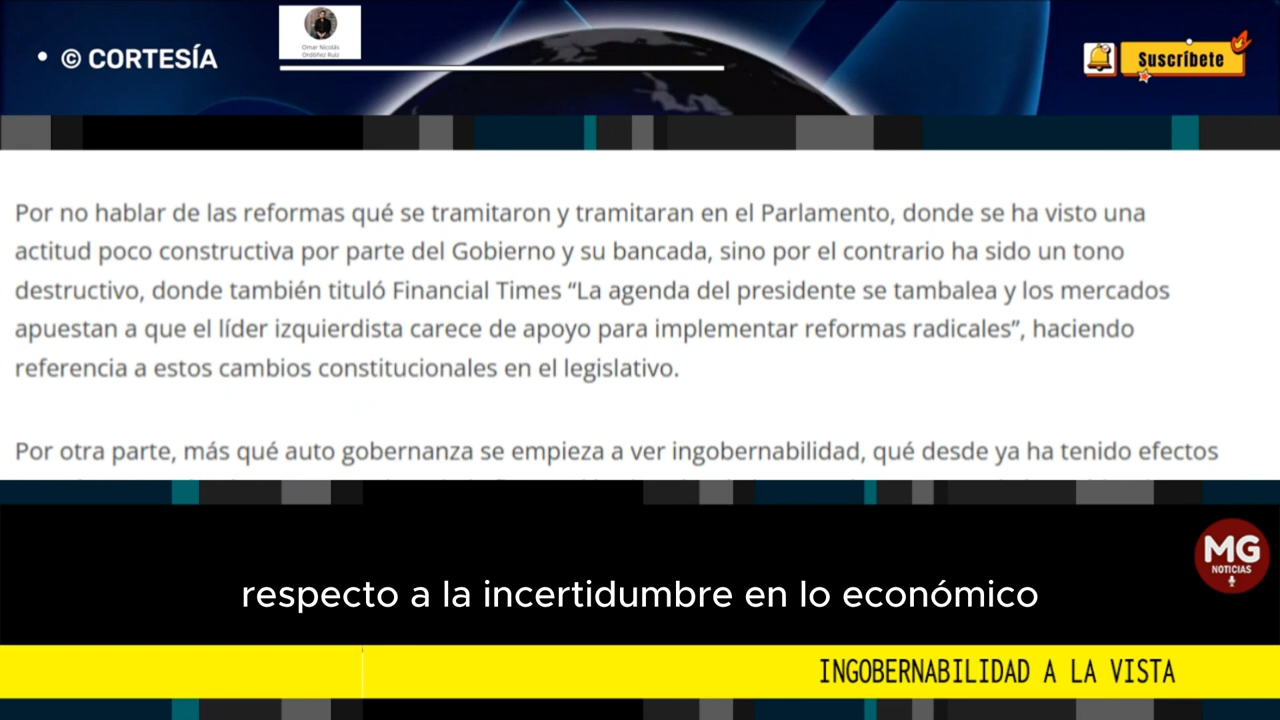 • © CORTESÍA
Omar Nicolás
Ordóñez Ruiz
Suscríbete
Por no hablar de las reformas qué se tramitaron y tramitaran en el Parlamento, donde se ha visto una
actitud poco constructiva por parte del Gobierno y su bancada, sino por el contrario ha sido un tono
destructivo, donde también tituló Financial Times “La agenda del presidente se tambalea y los mercados
apuestan a que el líder izquierdista carece de apoyo para implementar reformas radicales”, haciendo
referencia a estos cambios constitucionales en el legislativo.
Por otra parte, más qué auto gobernanza se empieza a ver ingobernabilidad, qué desde ya ha tenido efectos
MG
NOTICIAS
respecto a la incertidumbre en lo económico
INGOBERNABILIDAD A LA VISTA